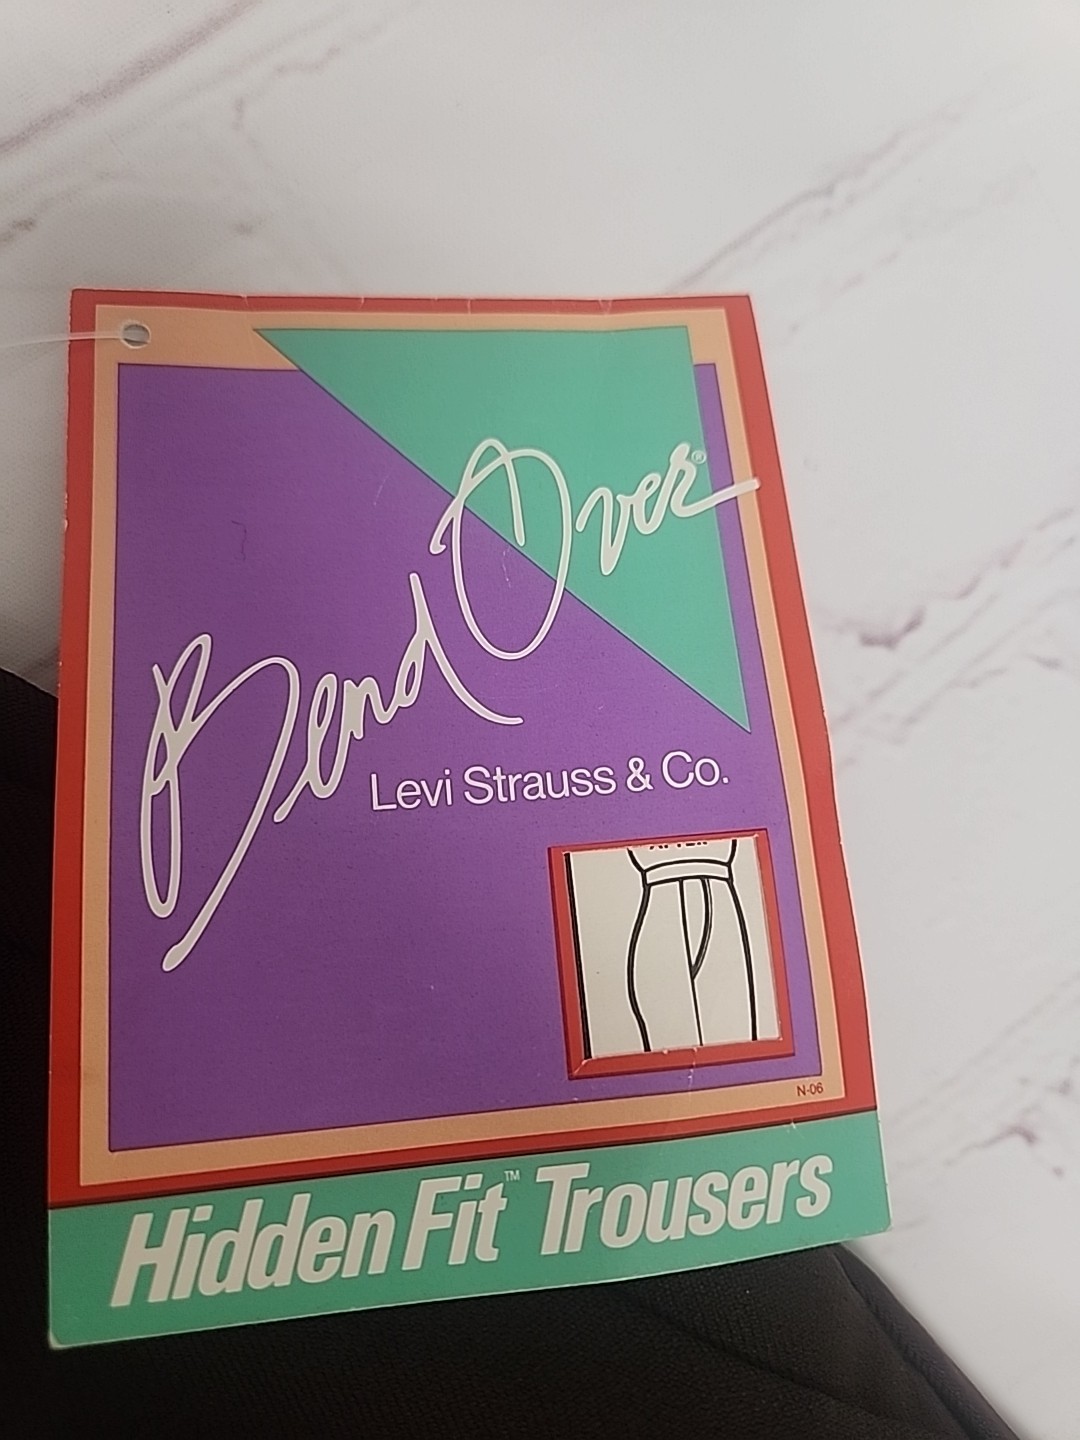 Bend Over®
Levi Strauss & Co.
N-06
Hidden Fit™ Trousers